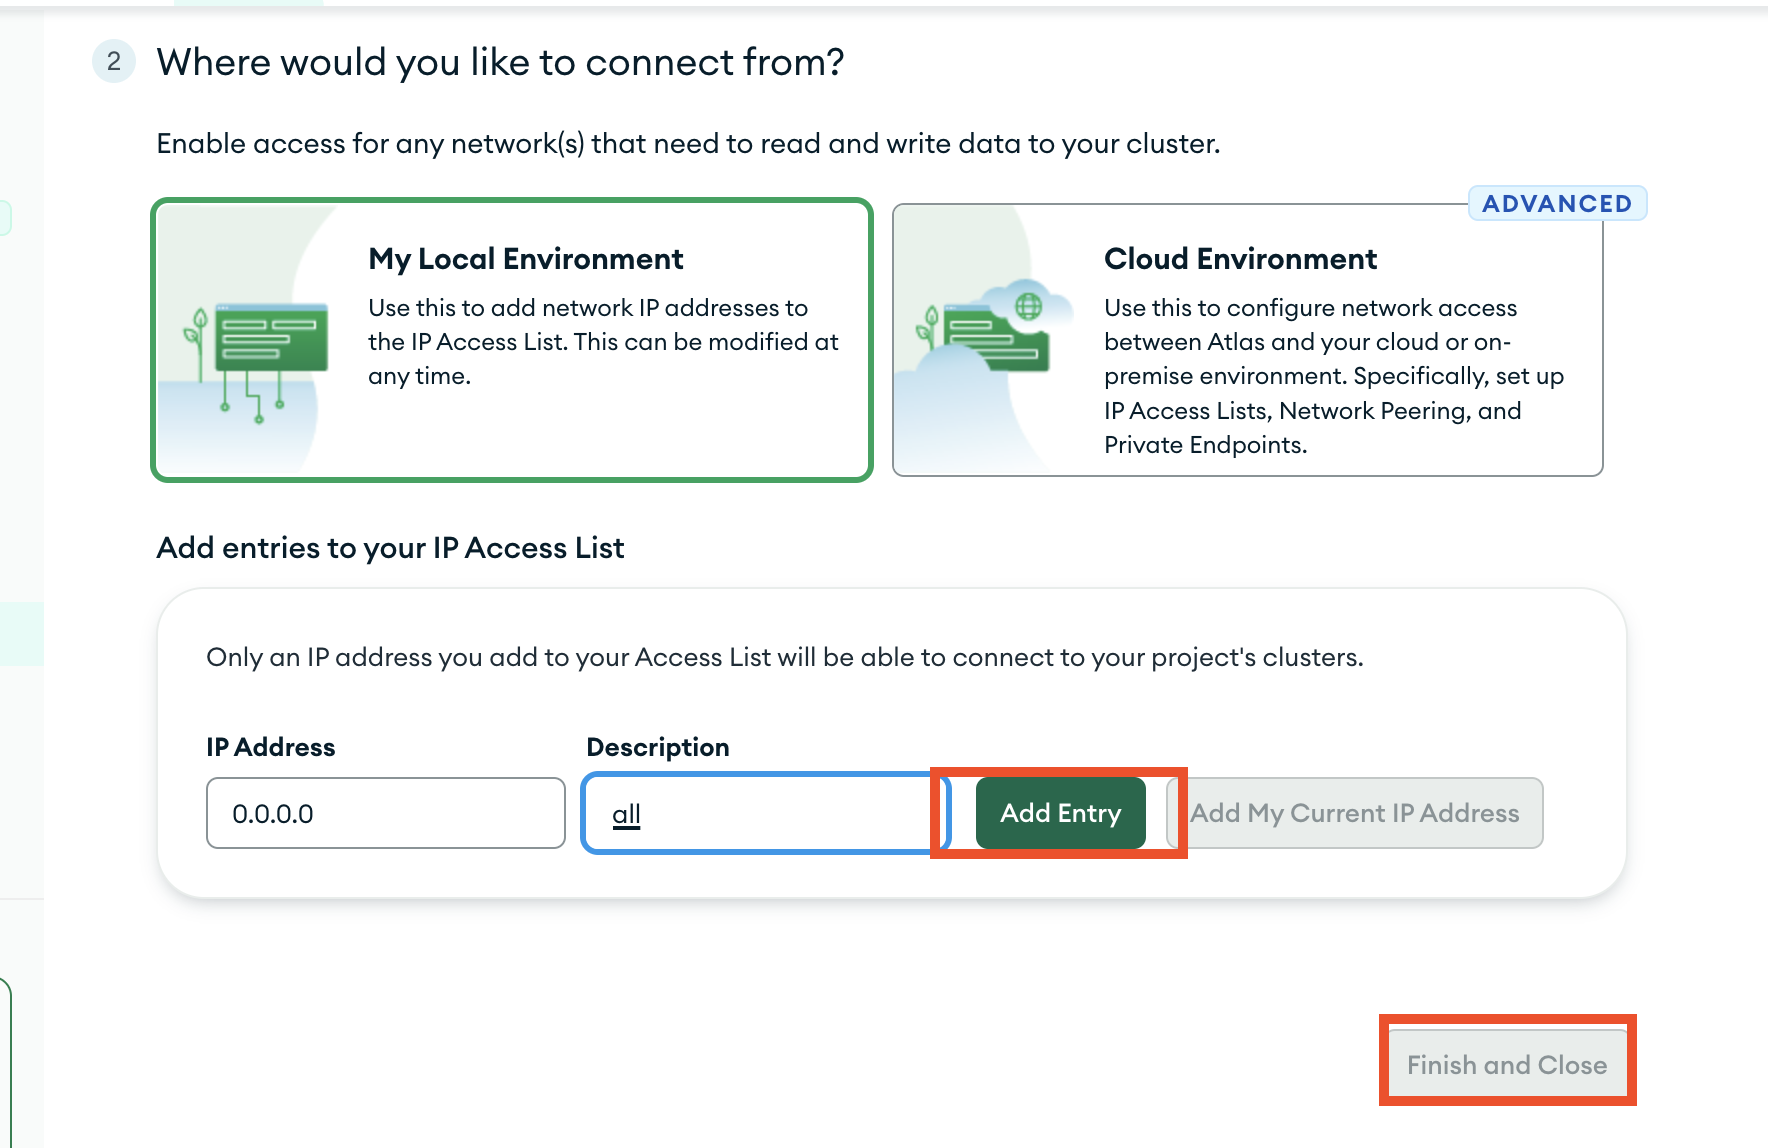 2 Where would you like to connect from?
Enable access for any network(s) that need to read and write data to your cluster.
ADVANCED
My Local Environment
Use this to add network IP addresses to
the IP Access List. This can be modified at
any time.
Cloud Environment
Use this to configure network access
between Atlas and your cloud or on-
premise environment. Specifically, set up
IP Access Lists, Network Peering, and
Private Endpoints.
Add entries to your IP Access List
Only an IP address you add to your Access List will be able to connect to your project's clusters.
IP Address Description
0.0.0.0 all Add Entry Add My Current IP Address
Finish and Close